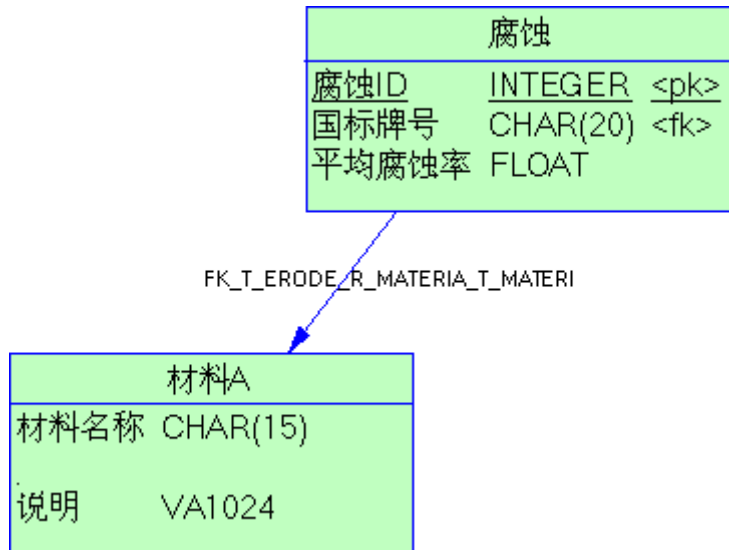 腐蚀
腐蚀ID INTEGER <pk>
国标牌号 CHAR(20) <fk>
平均腐蚀率 FLOAT
FK_T_ERODE_R_MATERIA_T_MATERI
材料A
材料名称 CHAR(15)
说明 VA1024